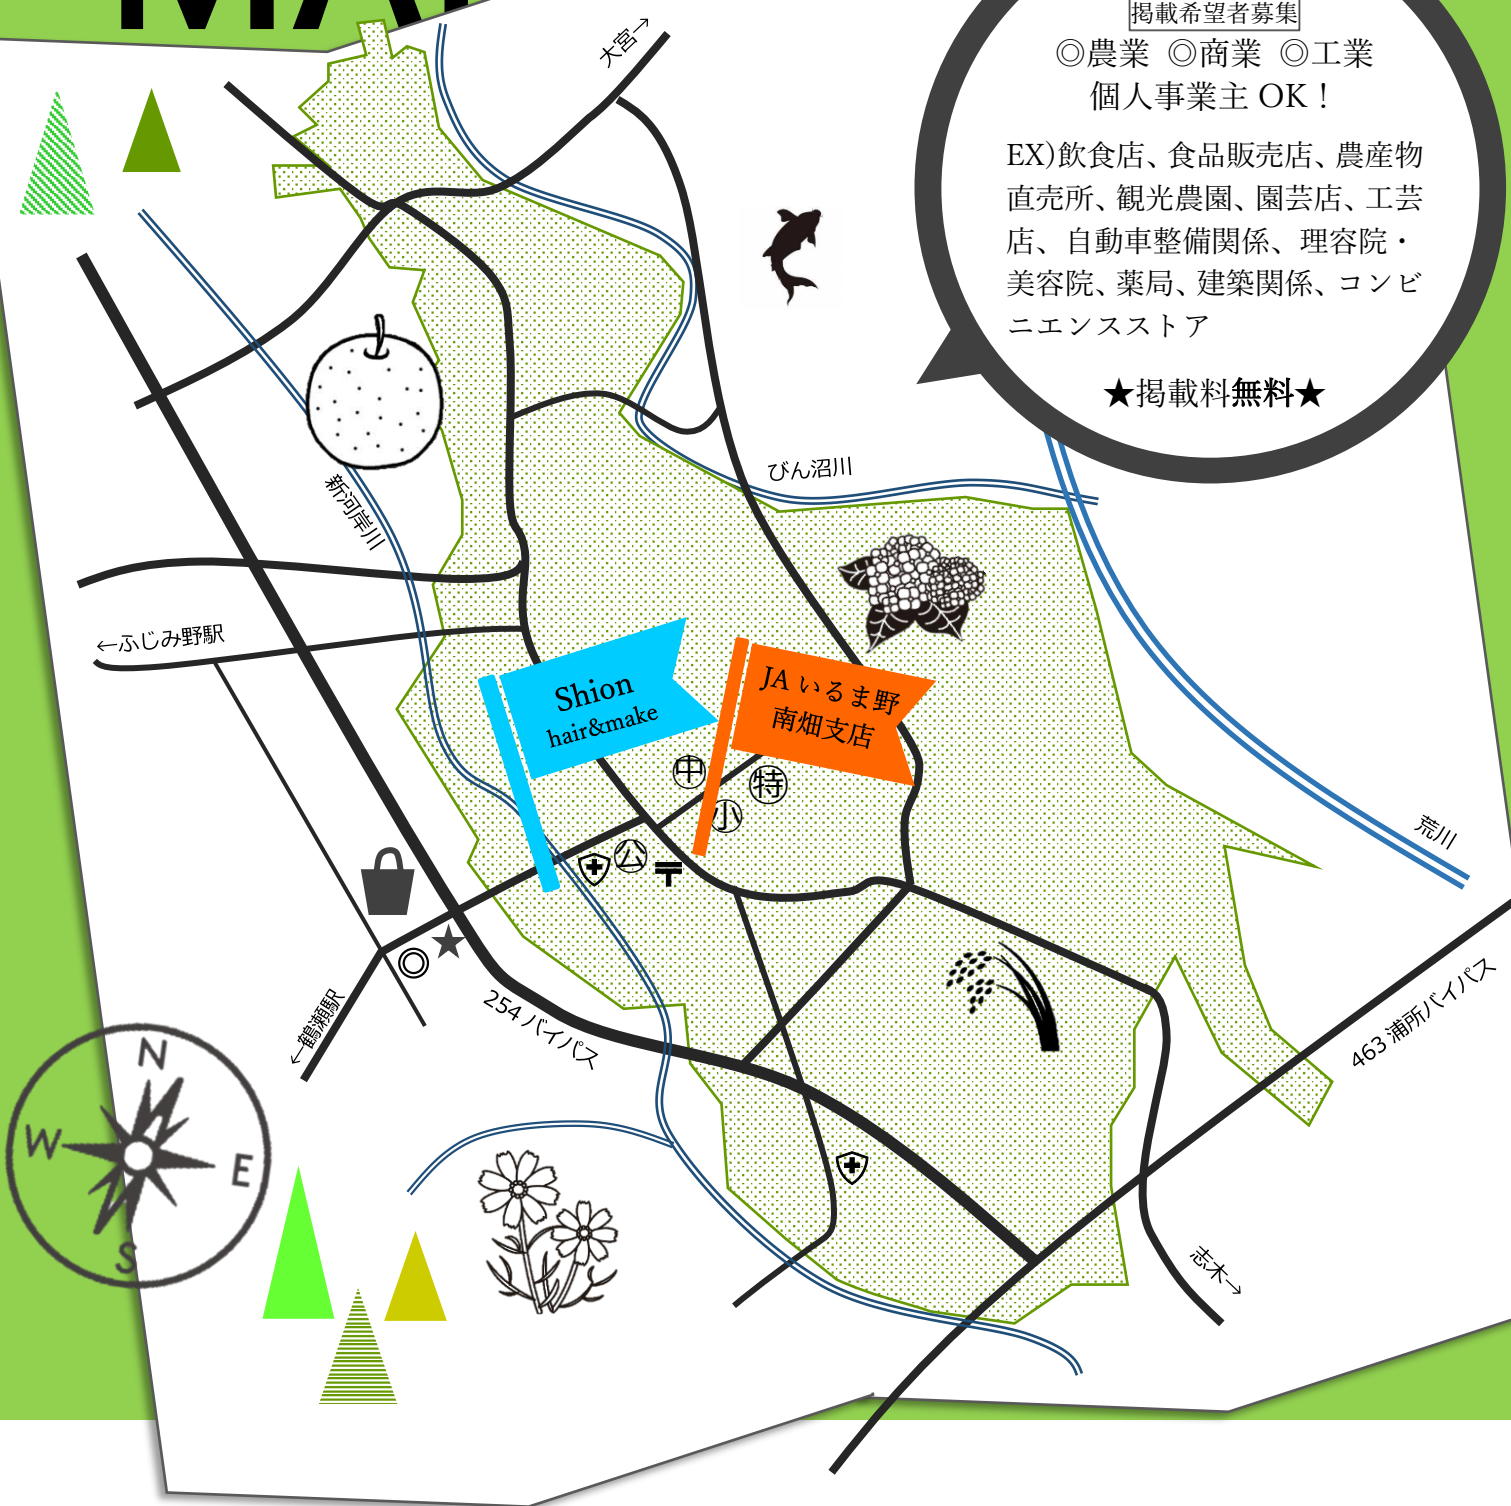 掲載希望者募集
◎農業 ◎商業 ◎工業
個人事業主 OK！
EX)飲食店、食品販売店、農産物
直売所、観光農園、園芸店、工芸
店、自動車整備関係、理容院・
美容院、薬局、建築関係、コンビ
ニエンスストア
★掲載料無料★
大宮→
びん沼川
新河岸川
←ふじみ野駅
Shion
hair&make
JA いるま野
南畑支店
中
特
小
公
〒
荒川
◎
←鶴瀬駅
254 バイパス
463 浦所バイパス
志木→
N
W
E
S